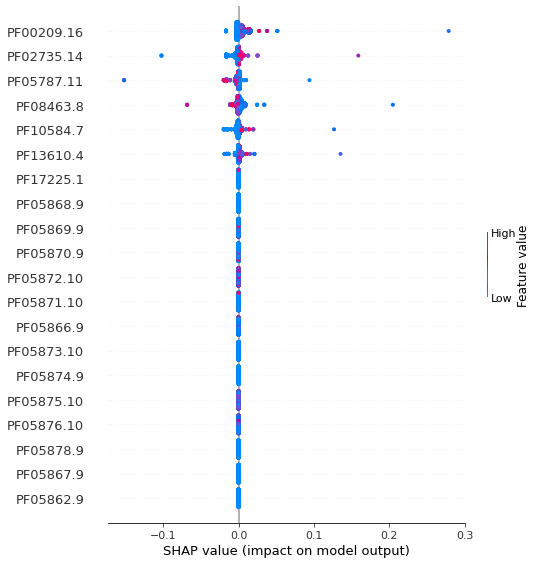 PF00209.16
PF02735.14
PF05787.11
PF08463.8
PF10584.7
PF13610.4
PF17225.1
PF05868.9
PF05869.9
PF05870.9
PF05872.10
PF05871.10
PF05866.9
PF05873.10
PF05874.9
PF05875.10
PF05876.10
PF05878.9
PF05867.9
PF05862.9
−0.1 0.0 0.1 0.2 0.3
SHAP value (impact on model output)
High
Low
Feature value